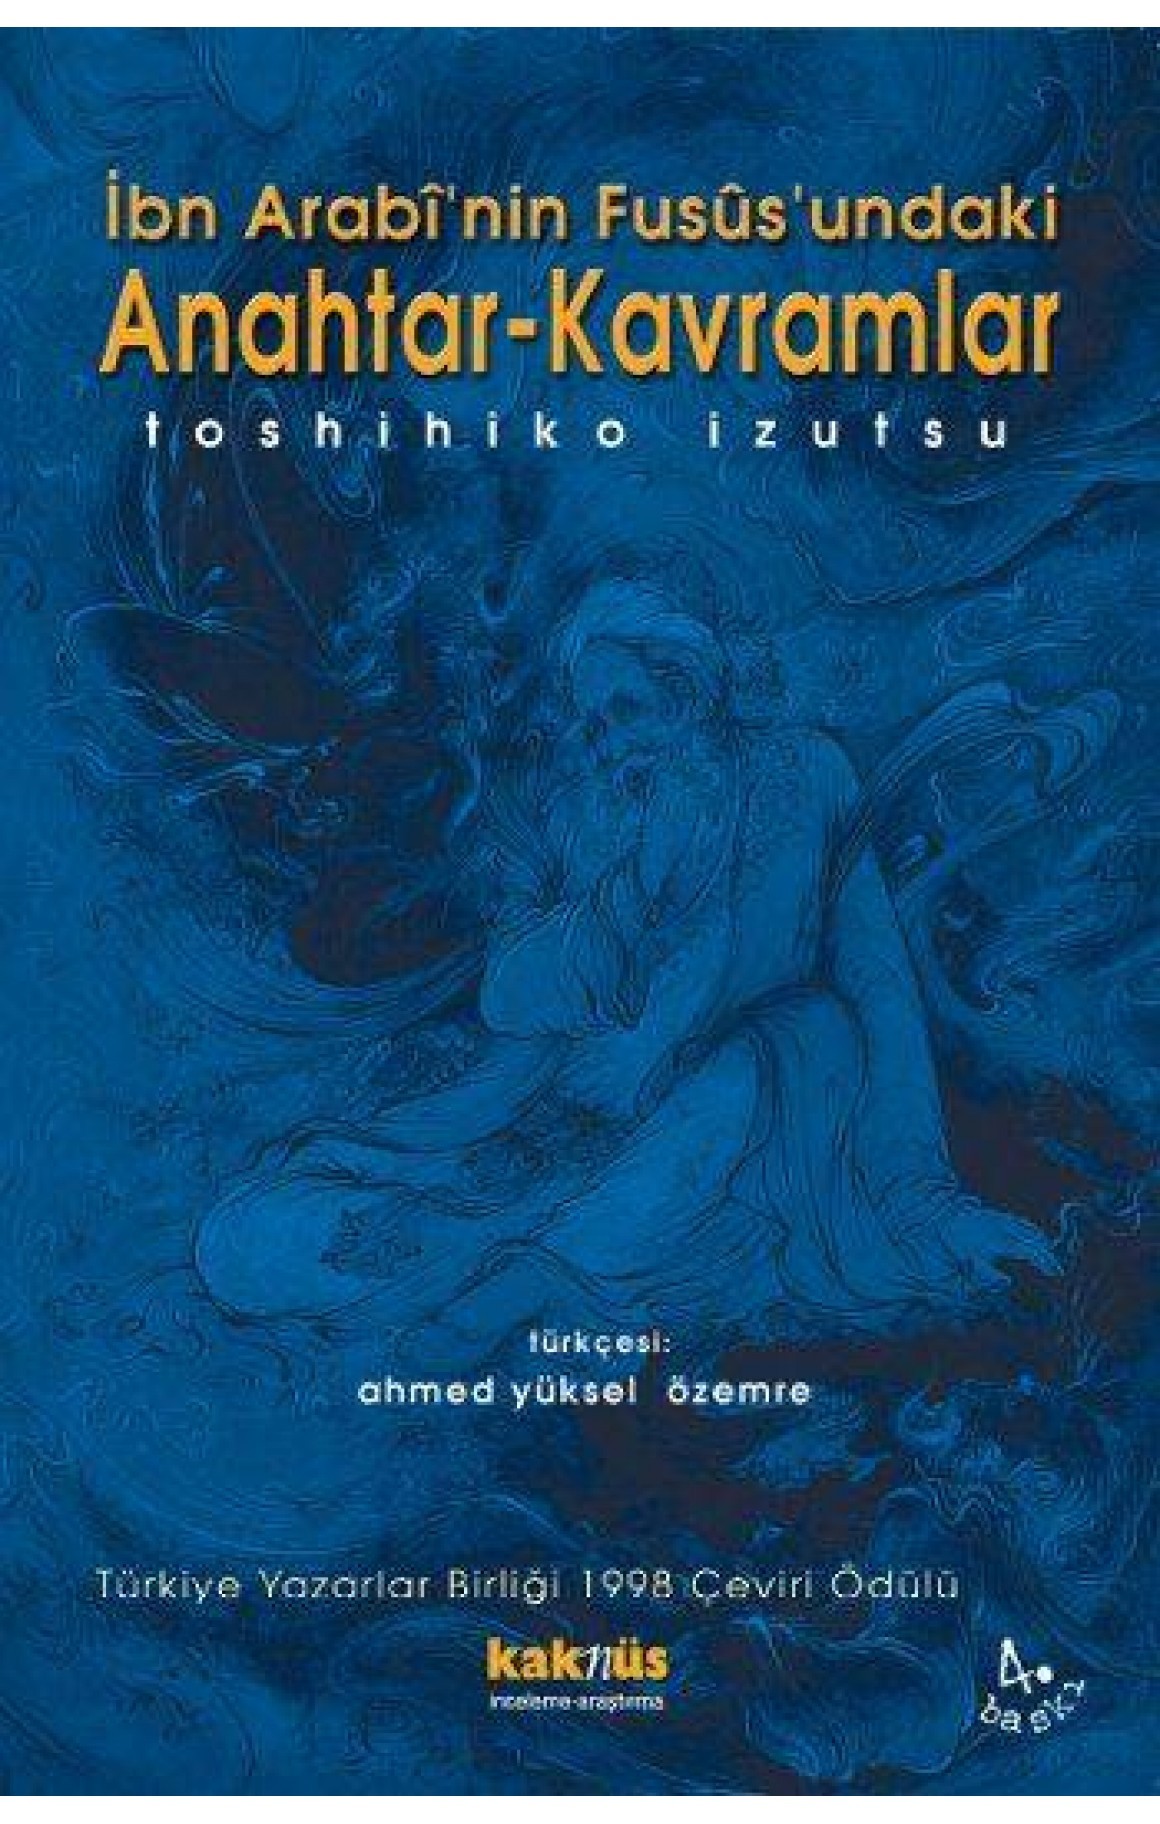 İbn Arabî'nin Fusûs'undaki
Anahtar-Kavramlar
toshihiko izutsu
türkçesi:
ahmed yüksel özemre
Türkiye Yazarlar Birliği 1998 Çeviri Ödülü
kaknüs
inceleme-araştırma
4.
baskı